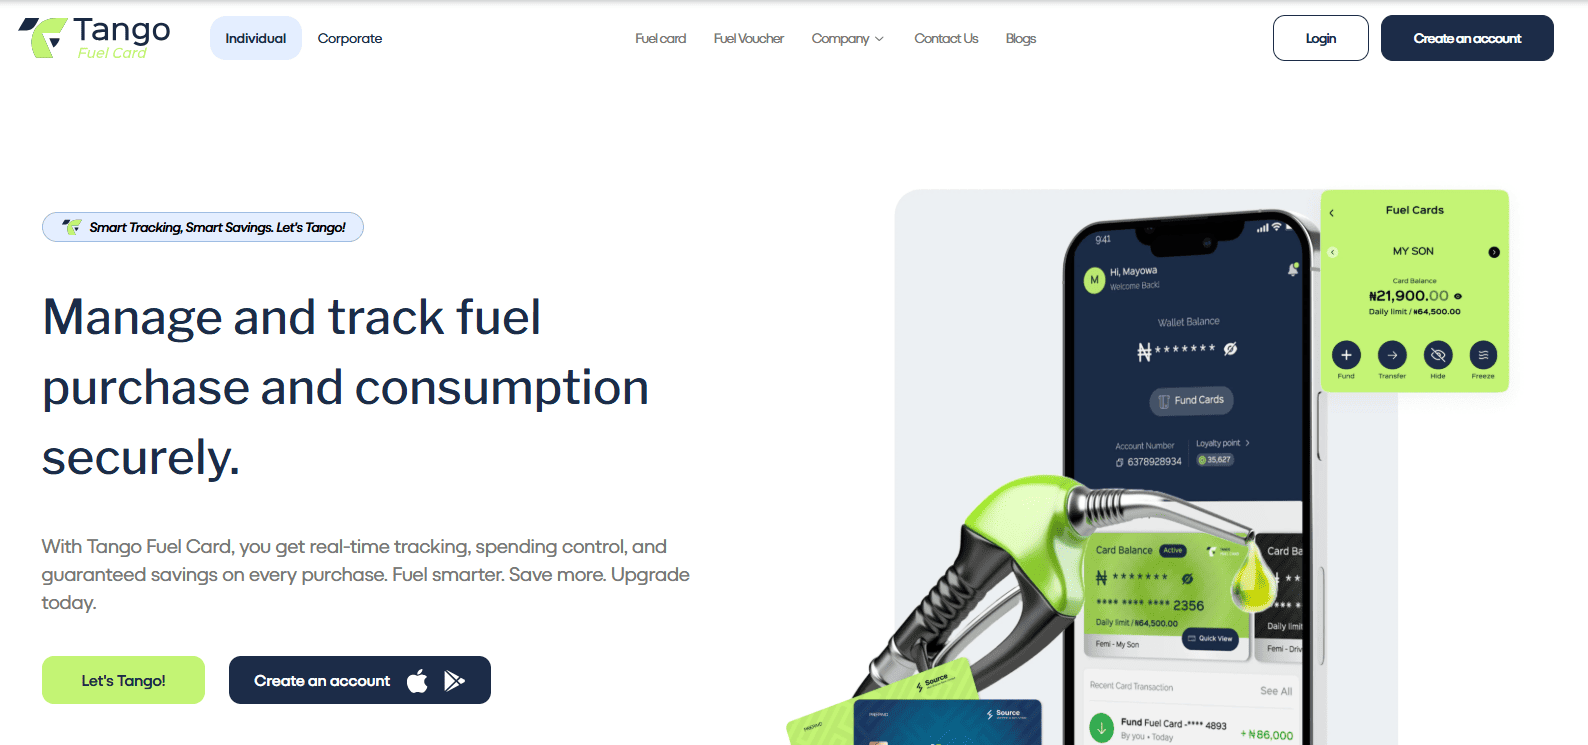 Tango
Fuel Card
Individual
Corporate
Fuel card
Fuel Voucher
Company
Contact Us
Blogs
Login
Create an account
Smart Tracking, Smart Savings. Let's Tango!
Manage and track fuel
purchase and consumption
securely.
With Tango Fuel Card, you get real-time tracking, spending control, and
guaranteed savings on every purchase. Fuel smarter. Save more. Upgrade
today.
Let's Tango!
Create an account
9:41
M
Hi, Mayowa
Welcome Back!
Wallet Balance
₦*******
Fund Cards
Account Number
6378928934
Loyalty point
35,627
Card Balance
Active
₦ *******
**** **** **** 2356
Daily limit / ₦64,500.00
Quick View
Femi - My Son
Card Ba
Daily limit
Femi - Driv
Recent Card Transaction
See All
Fund Fuel Card -**** 4893
By you • Today
+₦86,000
Fuel Cards
MY SON
Card Balance
₦21,900.00
Daily limit / ₦64,500.00
Fund
Transfer
Hide
Freeze
Source
PREPAID
PREPAID
Source